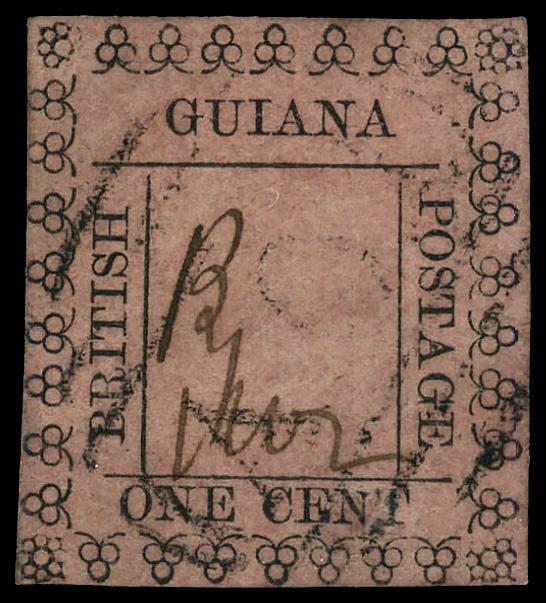 GUIANA
BRITISH
POSTAGE
ONE CENT